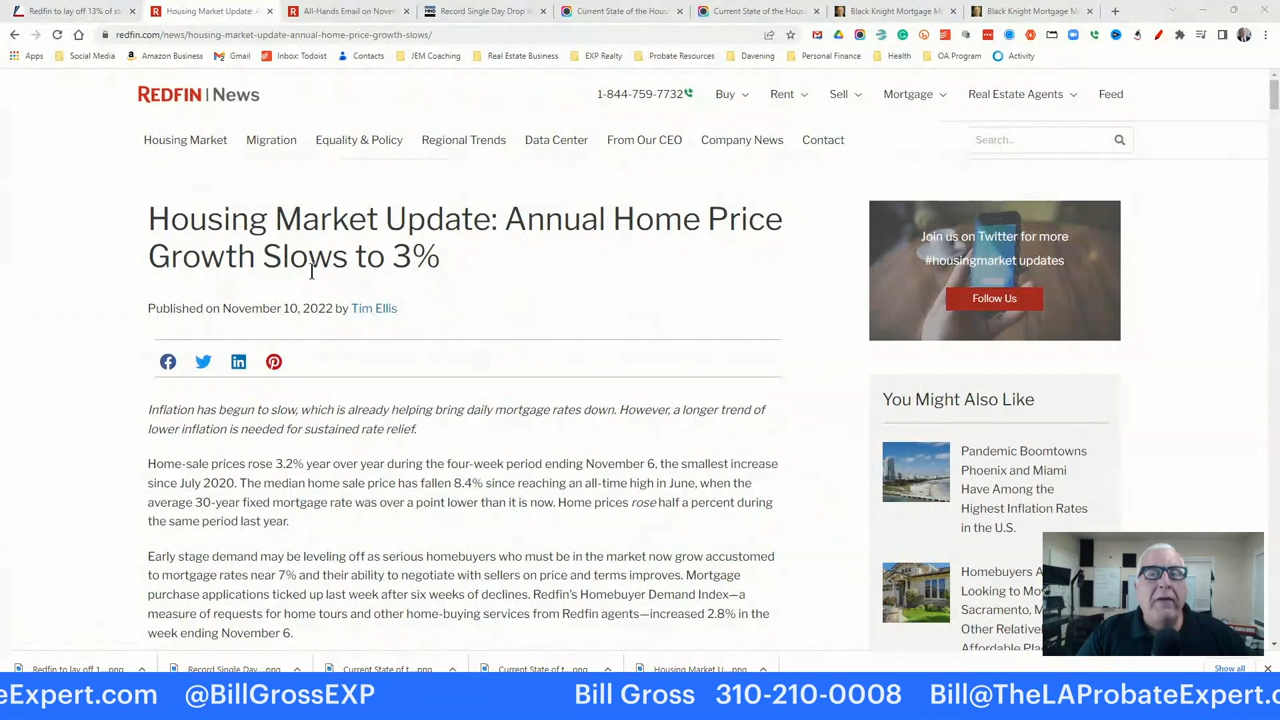 Redfin to lay off 13% of st
Housing Market Update: A
All-Hands Email on Novem
Record Single Day Drop i
Current State of the Hous
Current State of the Hou
Black Knight Mortgage M
Black Knight Mortgage M
redfin.com/news/housing-market-update-annual-home-price-growth-slows/
Apps Social Media Amazon Business Gmail Inbox: Todoist Contacts JEM Coaching Real Estate Business EXP Realty Probate Resources Davening Personal Finance Health OA Program Activity
REDFIN | News
1-844-759-7732 Buy Rent Sell Mortgage Real Estate Agents Feed
Housing Market Migration Equality & Policy Regional Trends Data Center From Our CEO Company News Contact Search...
Housing Market Update: Annual Home Price
Growth Slows to 3%
Published on November 10, 2022 by Tim Ellis
Inflation has begun to slow, which is already helping bring daily mortgage rates down. However, a longer trend of
lower inflation is needed for sustained rate relief.
Home-sale prices rose 3.2% year over year during the four-week period ending November 6, the smallest increase
since July 2020. The median home sale price has fallen 8.4% since reaching an all-time high in June, when the
average 30-year fixed mortgage rate was over a point lower than it is now. Home prices rose half a percent during
the same period last year.
Early stage demand may be leveling off as serious homebuyers who must be in the market now grow accustomed
to mortgage rates near 7% and their ability to negotiate with sellers on price and terms improves. Mortgage
purchase applications ticked up last week after six weeks of declines. Redfin's Homebuyer Demand Index—a
measure of requests for home tours and other home-buying services from Redfin agents—increased 2.8% in the
week ending November 6.
Join us on Twitter for more
#housingmarket updates
Follow Us
You Might Also Like
Pandemic Boomtowns
Phoenix and Miami
Have Among the
Highest Inflation Rates
in the U.S.
Homebuyers A
Looking to Mov
Sacramento, M
Other Relative
Affordable Pla
Redfin to lay off 1....png
Record Single Day....png
Current State of t....png
Current State of t....png
Housing Market U....png
Show all
eExpert.com @BillGrossEXP Bill Gross 310-210-0008 Bill@TheLAProbateExpert.c